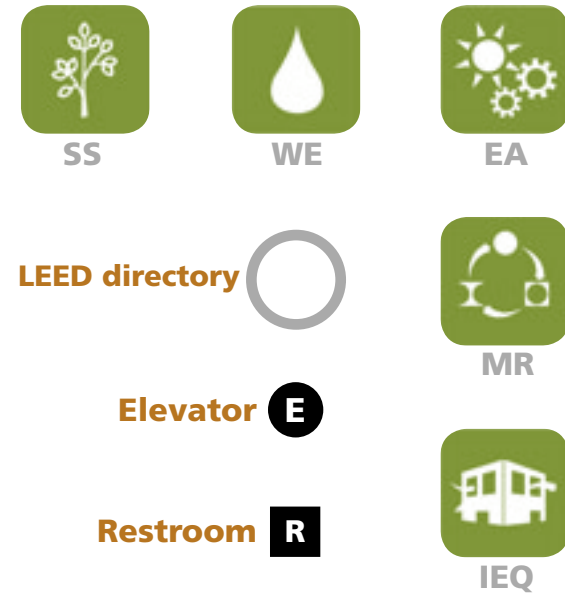 SS WE EA
LEED directory
MR
Elevator E
Restroom R
IEQ